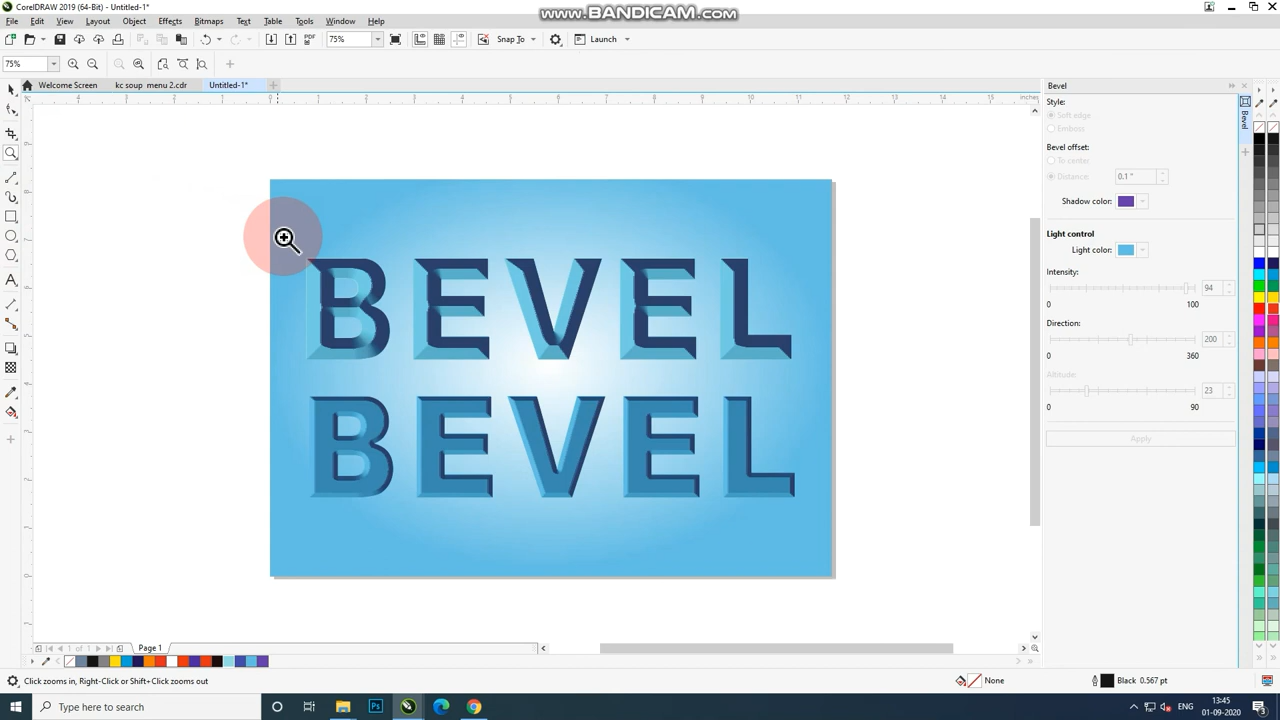 CorelDRAW 2019 (64-Bit) - Untitled-1*
www.BANDICAM.com
File Edit View Layout Object Effects Bitmaps Text Table Tools Window Help
PDF 75% Snap To Launch
75%
Welcome Screen kc soup menu 2.cdr Untitled-1*
Bevel
inches
Style:
Soft edge
Emboss
Bevel offset:
To center
Distance: 0.1 "
Shadow color:
Light control
Light color:
Intensity:
94
0 100
Direction:
200
0 360
Altitude:
23
0 90
Apply
Bevel
BEVEL
BEVEL
1 of 1 Page 1
Click zooms in, Right-Click or Shift+Click zooms out
None
Black 0.567 pt
Type here to search
Ps
ENG
13:45
01-09-2020